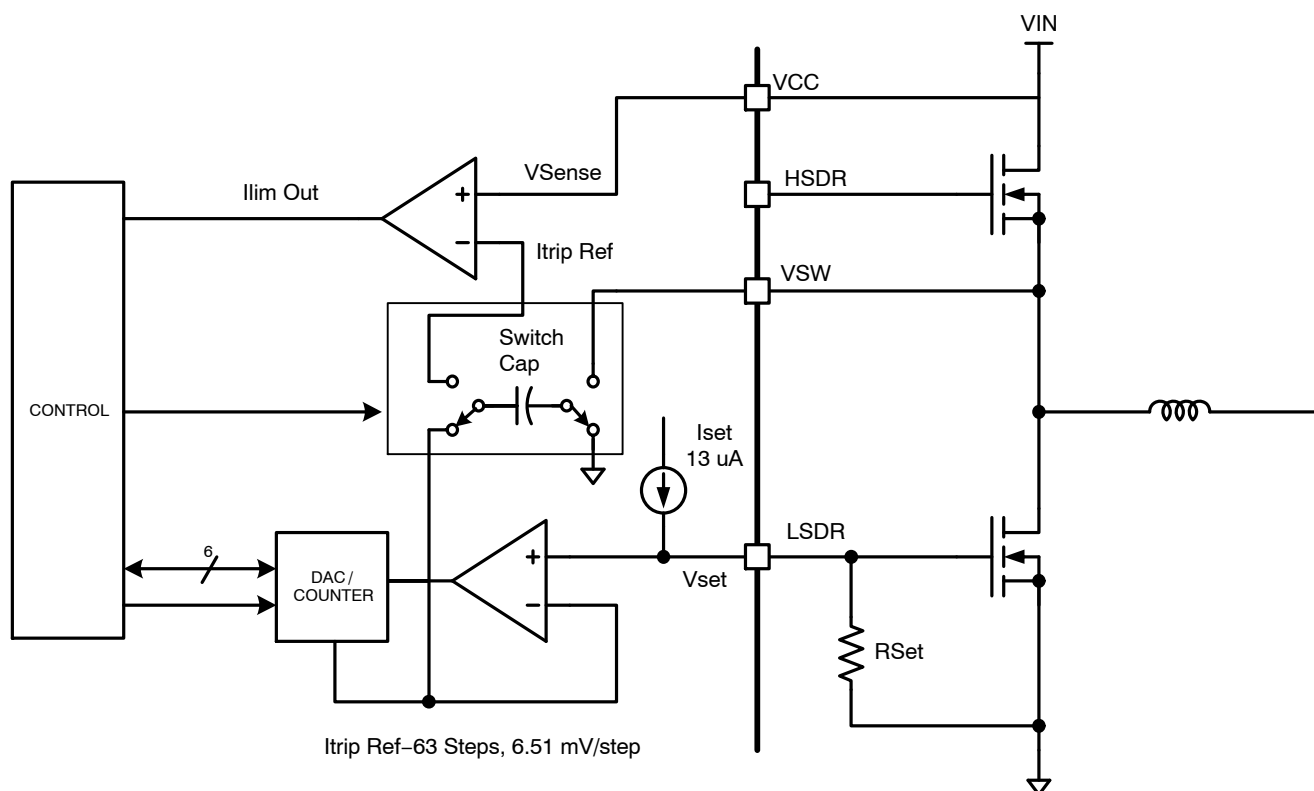 VIN
VCC
VSense
HSDR
Ilim Out
+
−
Itrip Ref
VSW
Switch
Cap
CONTROL
Iset
13 uA
LSDR
6
+
Vset
DAC /
COUNTER
−
RSet
Itrip Ref−63 Steps, 6.51 mV/step